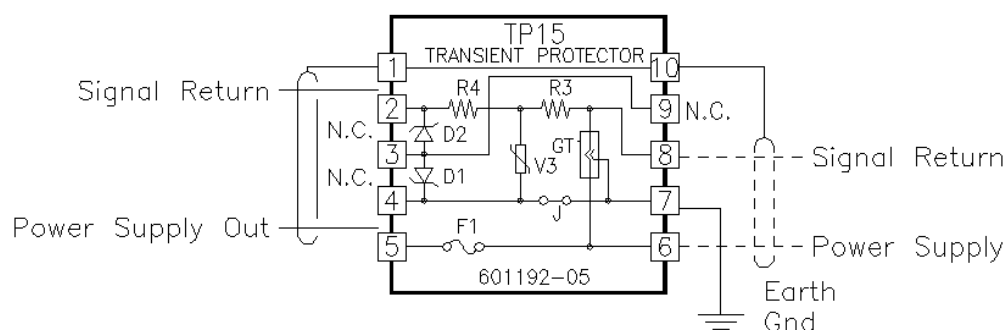 TP15
TRANSIENT PROTECTOR
1
10
Signal Return
R4
R3
2
9
N.C.
N.C.
D2
GT
3
8
Signal Return
N.C.
D1
V3
4
7
J
Power Supply Out
F1
5
6
Power Supply
601192-05
Earth
Gnd